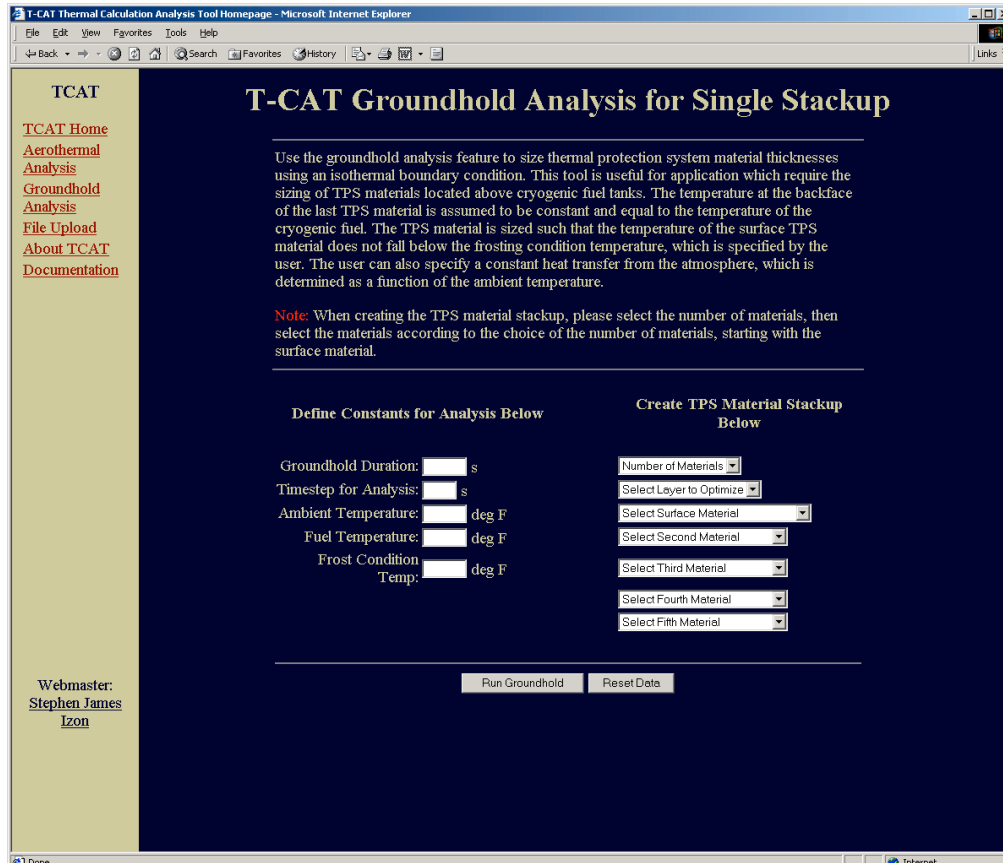 T-CAT Thermal Calculation Analysis Tool Homepage - Microsoft Internet Explorer
File Edit View Favorites Tools Help
Back Search Favorites History Links
TCAT
TCAT Home
Aerothermal
Analysis
Groundhold
Analysis
File Upload
About TCAT
Documentation
Webmaster:
Stephen James
Izon
T-CAT Groundhold Analysis for Single Stackup
Use the groundhold analysis feature to size thermal protection system material thicknesses
using an isothermal boundary condition. This tool is useful for application which require the
sizing of TPS materials located above cryogenic fuel tanks. The temperature at the backface
of the last TPS material is assumed to be constant and equal to the temperature of the
cryogenic fuel. The TPS material is sized such that the temperature of the surface TPS
material does not fall below the frosting condition temperature, which is specified by the
user. The user can also specify a constant heat transfer from the atmosphere, which is
determined as a function of the ambient temperature.
Note: When creating the TPS material stackup, please select the number of materials, then
select the materials according to the choice of the number of materials, starting with the
surface material.
Define Constants for Analysis Below
Groundhold Duration: s
Timestep for Analysis: s
Ambient Temperature: deg F
Fuel Temperature: deg F
Frost Condition
Temp: deg F
Create TPS Material Stackup
Below
Number of Materials
Select Layer to Optimize
Select Surface Material
Select Second Material
Select Third Material
Select Fourth Material
Select Fifth Material
Run Groundhold Reset Data
Done Internet